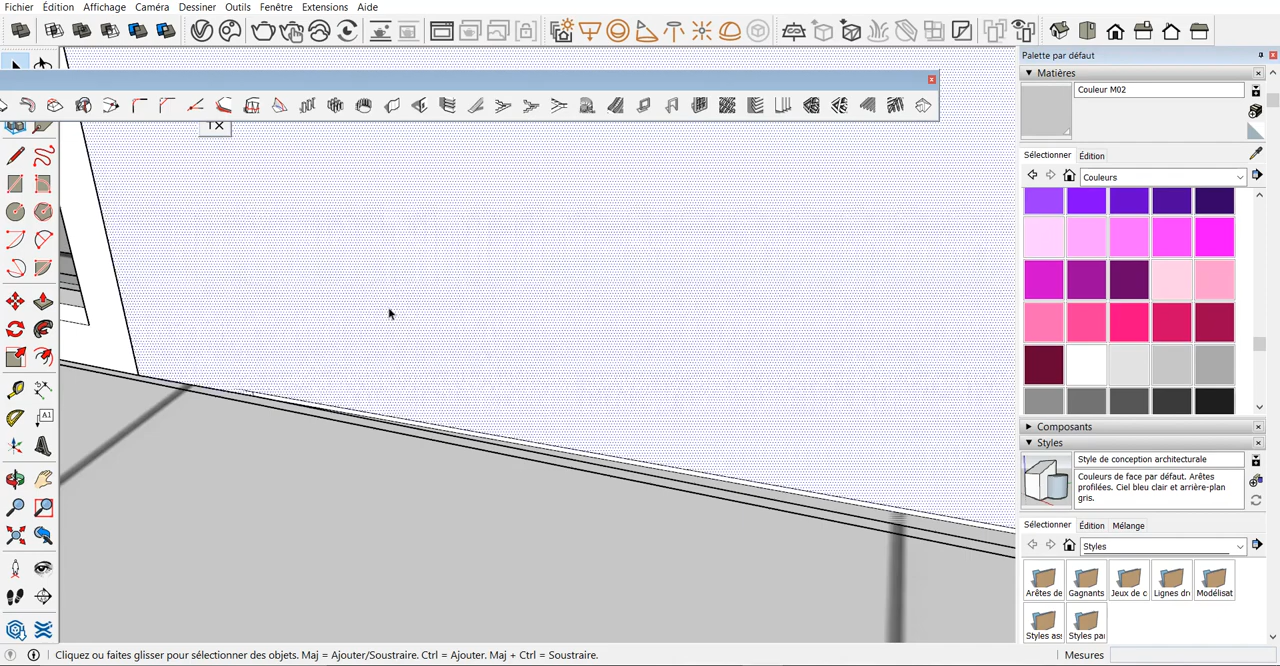 Fichier Édition Affichage Caméra Dessiner Outils Fenêtre Extensions Aide
Palette par défaut
Matières
Couleur M02
Sélectionner Édition
Couleurs
Composants
Styles
Style de conception architecturale
Couleurs de face par défaut. Arêtes
profilées. Ciel bleu clair et arrière-plan
gris.
Sélectionner Édition Mélange
Styles
Arêtes de Gagnants Jeux de c Lignes dro Modélisat
Styles ass Styles par
Cliquez ou faites glisser pour sélectionner des objets. Maj = Ajouter/Soustraire. Ctrl = Ajouter. Maj + Ctrl = Soustraire.
Mesures